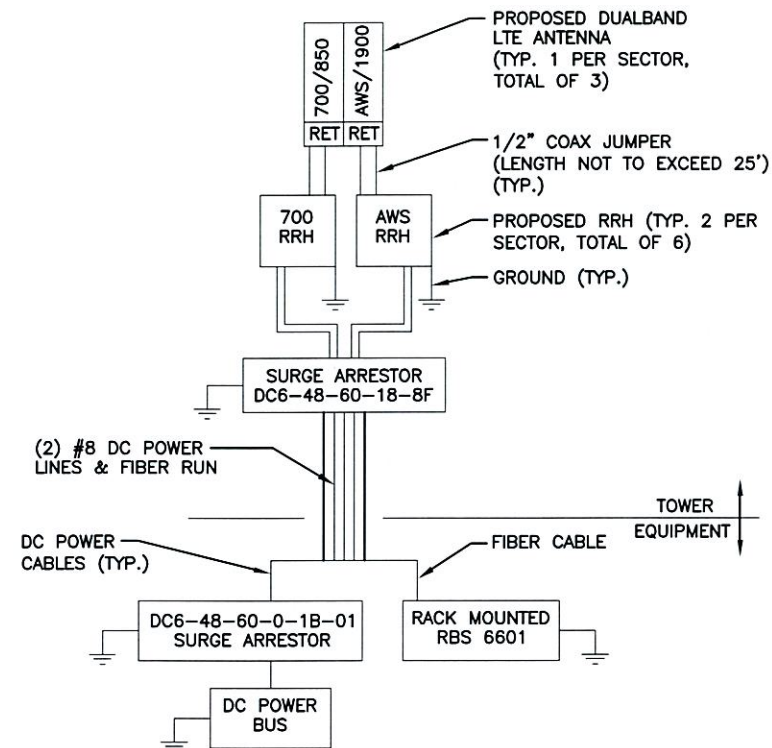 PROPOSED DUALBAND
LTE ANTENNA
(TYP. 1 PER SECTOR,
TOTAL OF 3)
700/850
AWS/1900
RET RET
1/2" COAX JUMPER
(LENGTH NOT TO EXCEED 25')
(TYP.)
700
RRH
AWS
RRH
PROPOSED RRH (TYP. 2 PER
SECTOR, TOTAL OF 6)
GROUND (TYP.)
SURGE ARRESTOR
DC6-48-60-18-8F
(2) #8 DC POWER
LINES & FIBER RUN
TOWER
EQUIPMENT
DC POWER
CABLES (TYP.)
FIBER CABLE
DC6-48-60-0-1B-01
SURGE ARRESTOR
RACK MOUNTED
RBS 6601
DC POWER
BUS